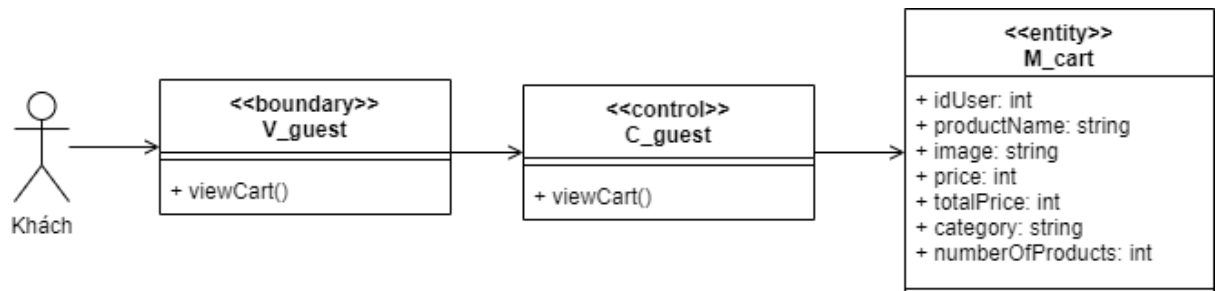 Khách
<<boundary>>
V_guest
+ viewCart()
<<control>>
C_guest
+ viewCart()
<<entity>>
M_cart
+ idUser: int
+ productName: string
+ image: string
+ price: int
+ totalPrice: int
+ category: string
+ numberOfProducts: int